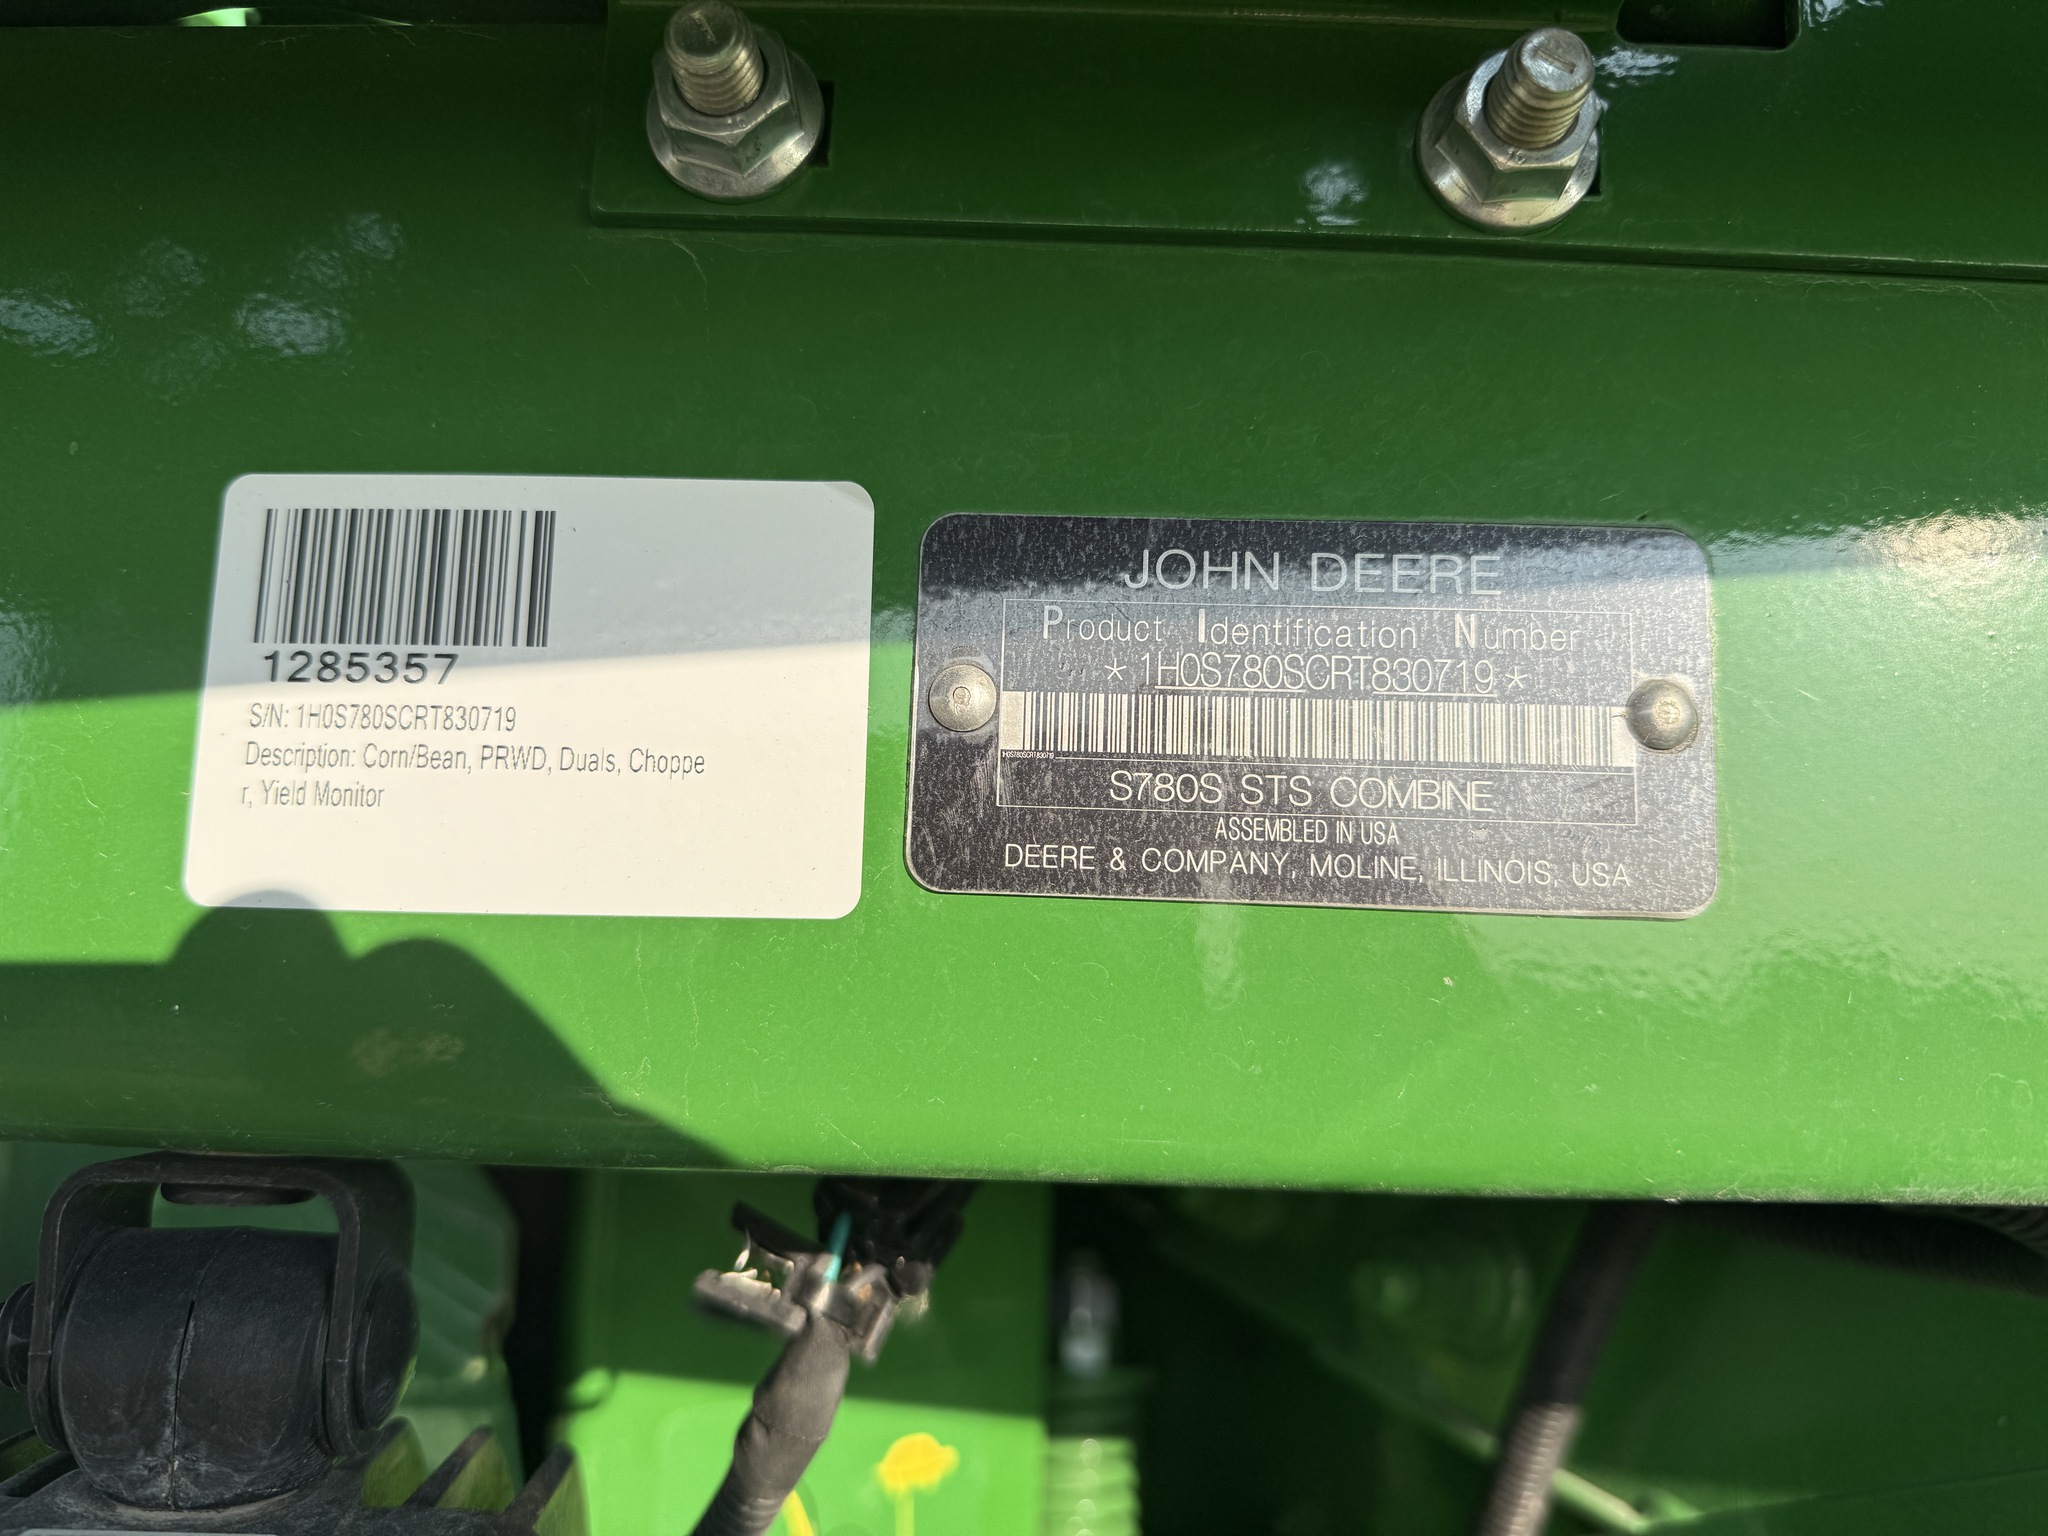 1285357
S/N: 1H0S780SCRT830719
Description: Corn/Bean, PRWD, Duals, Choppe
r, Yield Monitor
JOHN DEERE
Product Identification Number
* 1H0S780SCRT830719 *
1H0S780SCRT830719
S780S STS COMBINE
ASSEMBLED IN USA
DEERE & COMPANY, MOLINE, ILLINOIS, USA